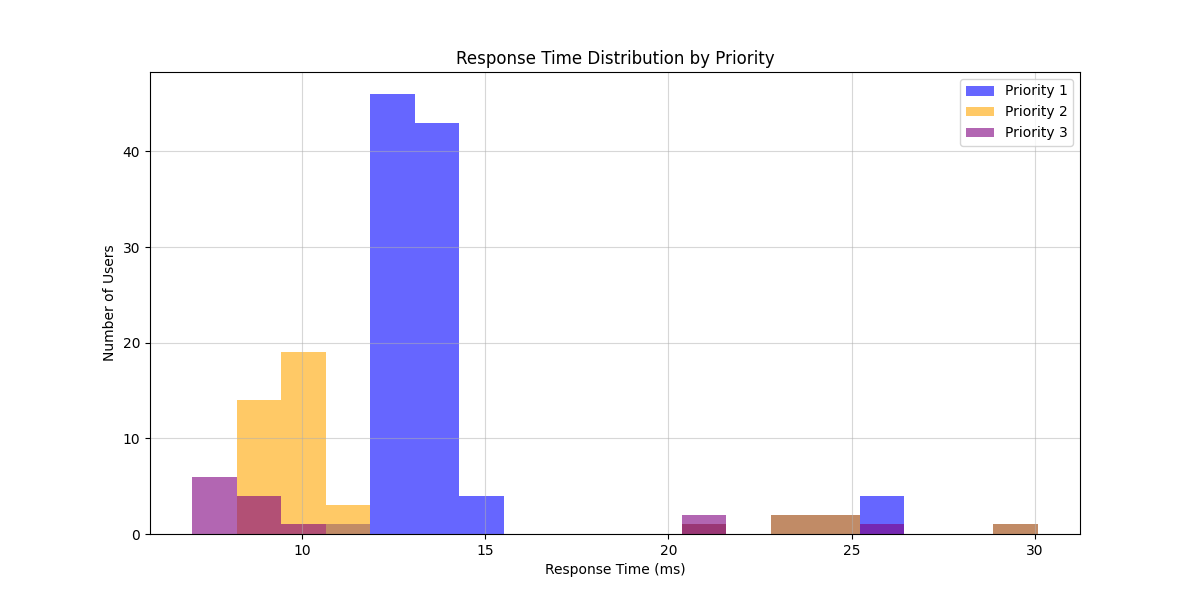 Response Time Distribution by Priority
Priority 1
Priority 2
Priority 3
Number of Users
40
30
20
10
0
10
15
20
25
30
Response Time (ms)